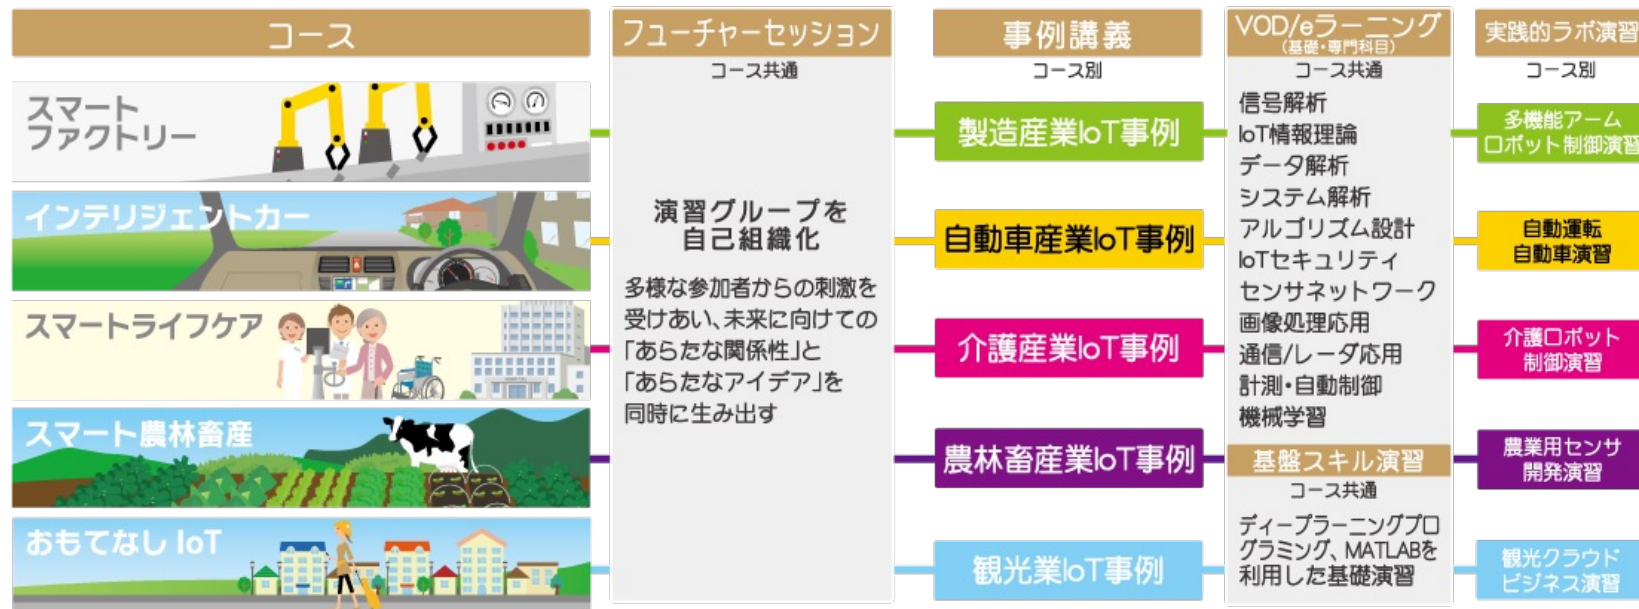 コース
スマート
ファクトリー
インテリジェントカー
スマートライフケア
スマート農林畜産
おもてなし IoT
フューチャーセッション
コース共通
演習グループを
自己組織化
多様な参加者からの刺激を
受けあい、未来に向けての
「あらたな関係性」と
「あらたなアイデア」を
同時に生み出す
事例講義
コース別
製造産業IoT事例
自動車産業IoT事例
介護産業IoT事例
農林畜産業IoT事例
観光業IoT事例
VOD/eラーニング
(基礎・専門科目)
コース共通
信号解析
IoT情報理論
データ解析
システム解析
アルゴリズム設計
IoTセキュリティ
センサネットワーク
画像処理応用
通信/レーダ応用
計測・自動制御
機械学習
基盤スキル演習
コース共通
ディープラーニングプロ
グラミング、MATLABを
利用した基礎演習
実践的ラボ演習
コース別
多機能アーム
ロボット制御演習
自動運転
自動車演習
介護ロボット
制御演習
農業用センサ
開発演習
観光クラウド
ビジネス演習